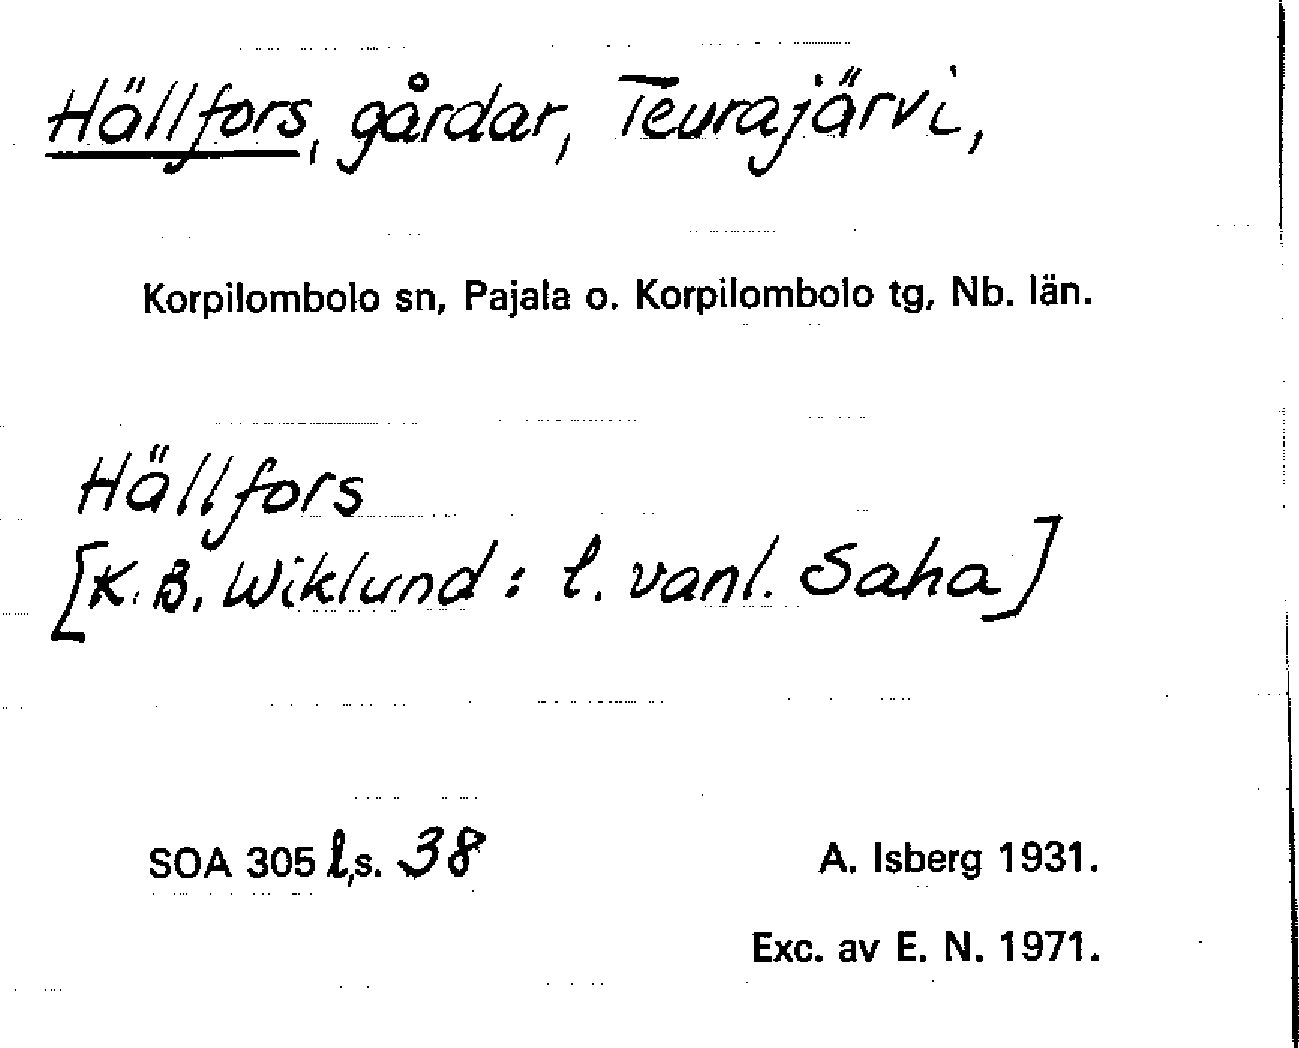 Hällfors, gårdar, Teurajärvi,
Korpilombolo sn, Pajala o. Korpilombolo tg, Nb. län.
Hällfors
[K.B. Wiklund: l. vanl. Saha]
SOA 305 l, s. 38
A. Isberg 1931.
Exc. av E. N. 1971.